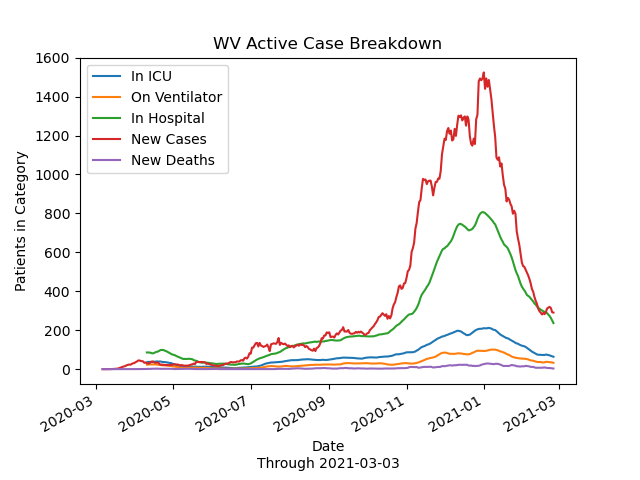 WV Active Case Breakdown
1600
1400
1200
1000
800
600
400
200
0
Patients in Category
In ICU
On Ventilator
In Hospital
New Cases
New Deaths
2020-03
2020-05
2020-07
2020-09
2020-11
2021-01
2021-03
Date
Through 2021-03-03